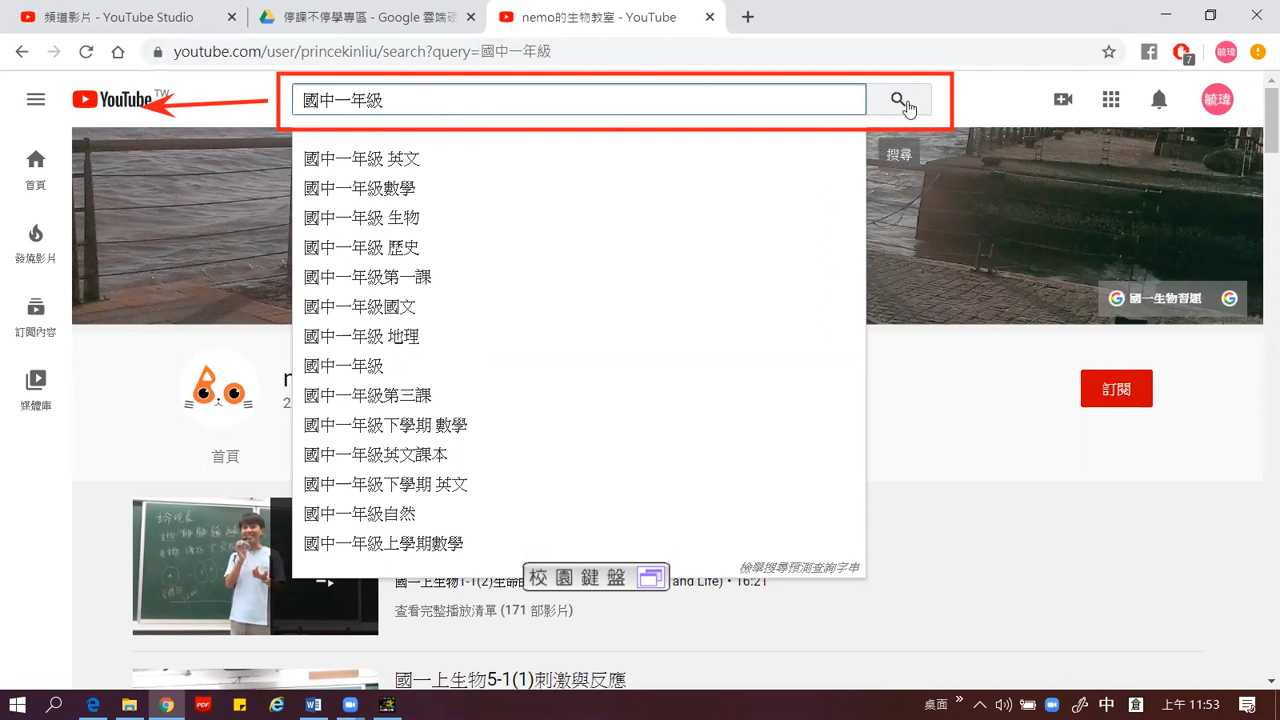 頻道影片 - YouTube Studio
停課不停學專區 - Google 雲端硬
nemo的生物教室 - YouTube
youtube.com/user/princekinliu/search?query=國中一年級
7
毓瑋
YouTube TW
國中一年級
毓瑋
搜尋
國中一年級 英文
國中一年級數學
國中一年級 生物
國中一年級 歷史
國中一年級第一課
國中一年級國文
國中一年級 地理
國中一年級
國中一年級第三課
國中一年級下學期 數學
國中一年級英文課本
國中一年級下學期 英文
國中一年級自然
國中一年級上學期數學
檢舉搜尋預測查詢字串
首頁
發燒影片
訂閱內容
媒體庫
國一生物習題
n
2
訂閱
首頁
校園鍵盤
國一上生物1-1(2)生命的
and Life) • 16:21
查看完整播放清單 (171 部影片)
國一上生物5-1(1)刺激與反應
PDF
桌面
中
倉
上午 11:53